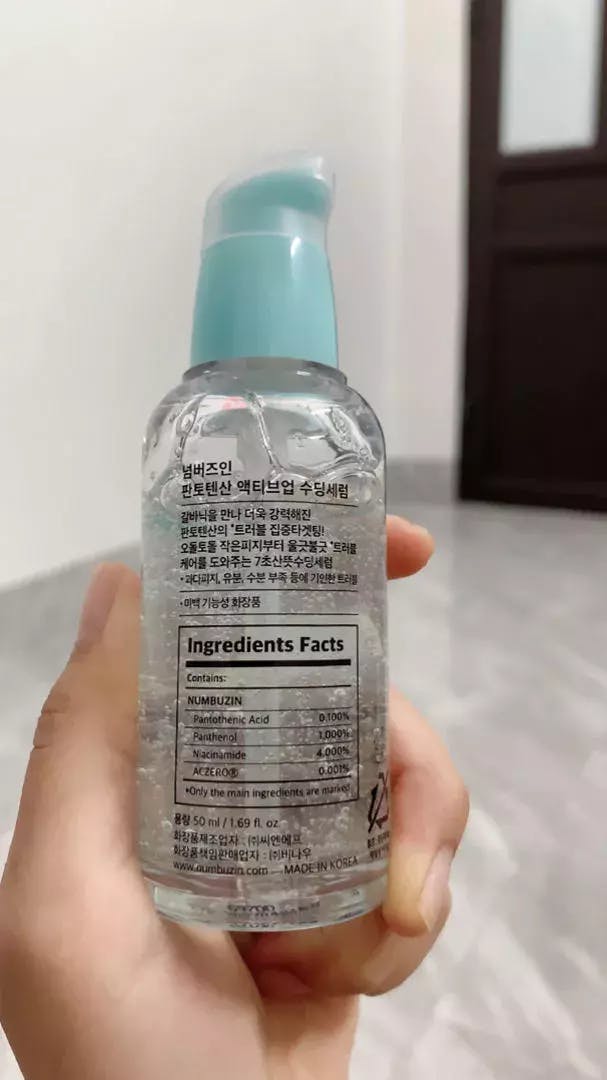 넘버즈인
판토텐산 액티브업 수딩세럼
갈바닉을 만나 더욱 강력해진
판토텐산의 *트러블 집중타겟팅!
오돌토돌 작은피지부터 울긋불긋 *트러블
케어를 도와주는 7초산뜻수딩세럼
*과다피지, 유분, 수분 부족 등에 기인한 트러블
·미백 기능성 화장품
Ingredients Facts
Contains:
NUMBUZIN
Pantothenic Acid 0.100%
Panthenol 1.000%
Niacinamide 4.000%
ACZERO® 0.001%
*Only the main ingredients are marked
용량 50 ml / 1.69 fl. oz
화장품제조업자 : ㈜씨엔에프
화장품책임판매업자 : ㈜비나우
www.numbuzin.com MADE IN KOREA